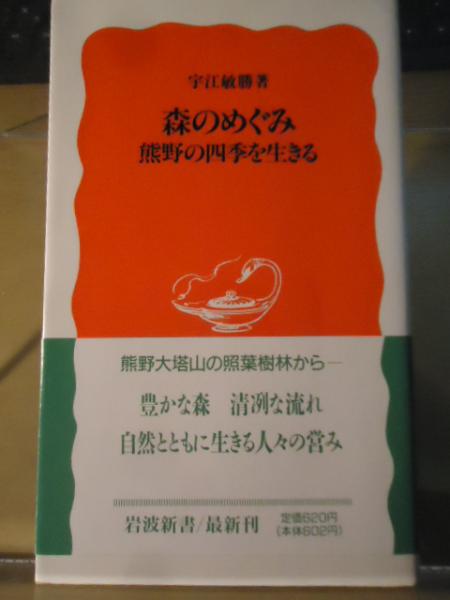 宇江敏勝著
森のめぐみ
熊野の四季を生きる
熊野大塔山の照葉樹林から―
豊かな森 清冽な流れ
自然とともに生きる人々の営み
岩波新書/最新刊
定価620円
(本体602円)